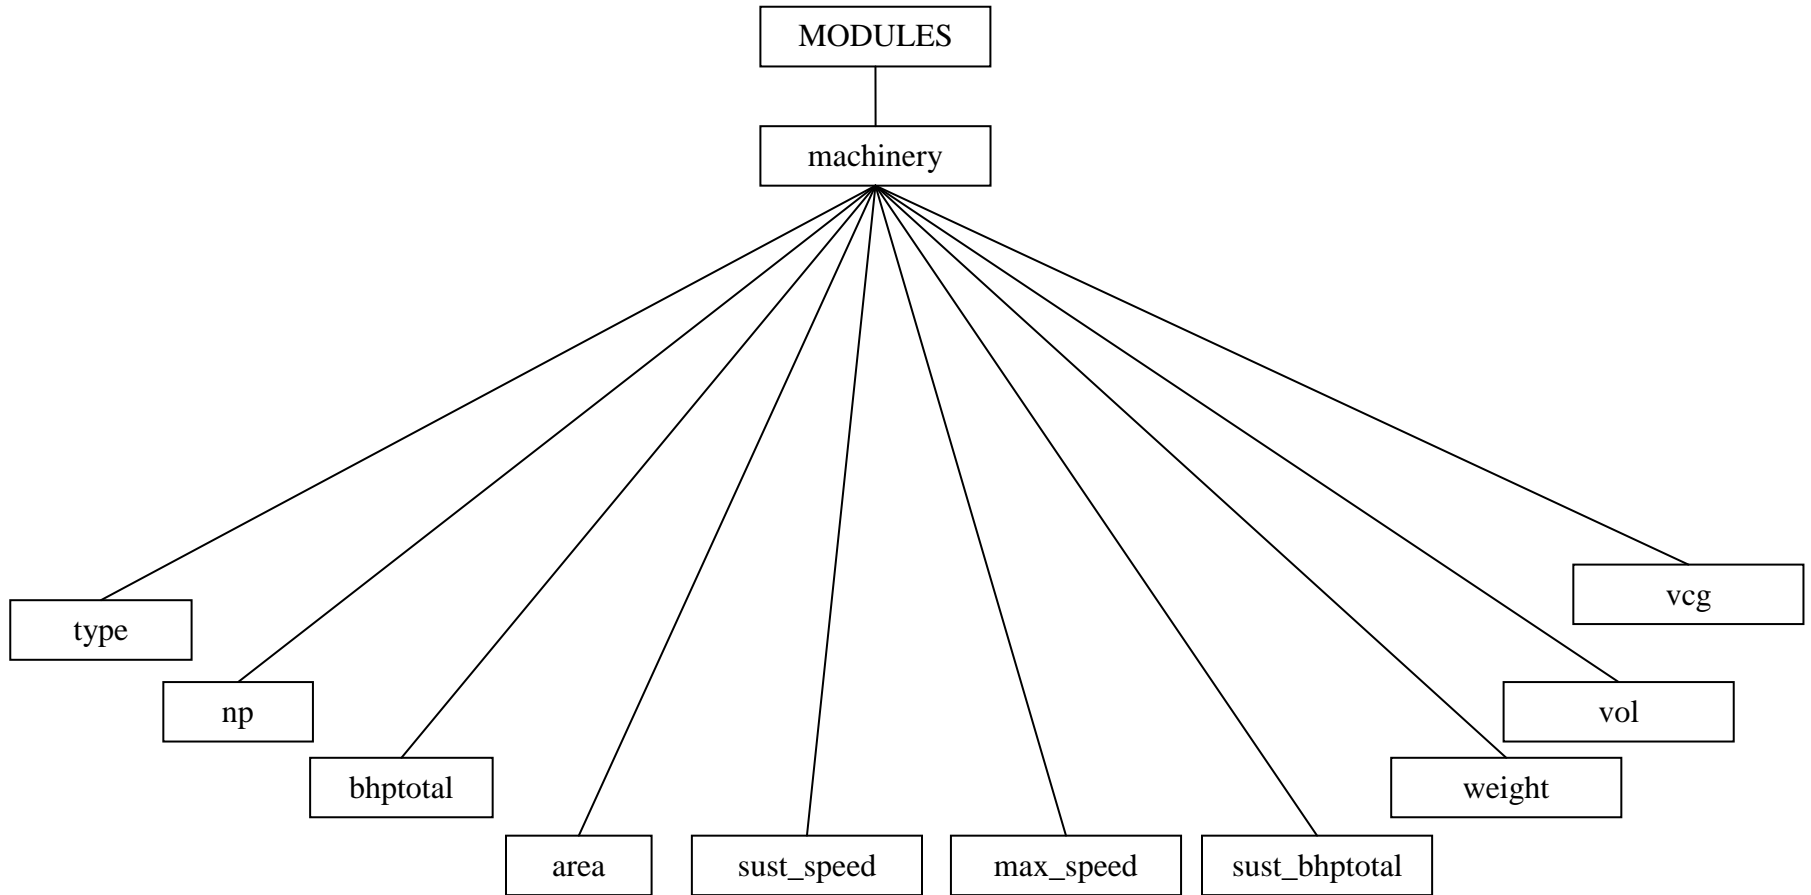 MODULES
machinery
vcg
type
np
vol
bhptotal
weight
area
sust_speed
max_speed
sust_bhptotal